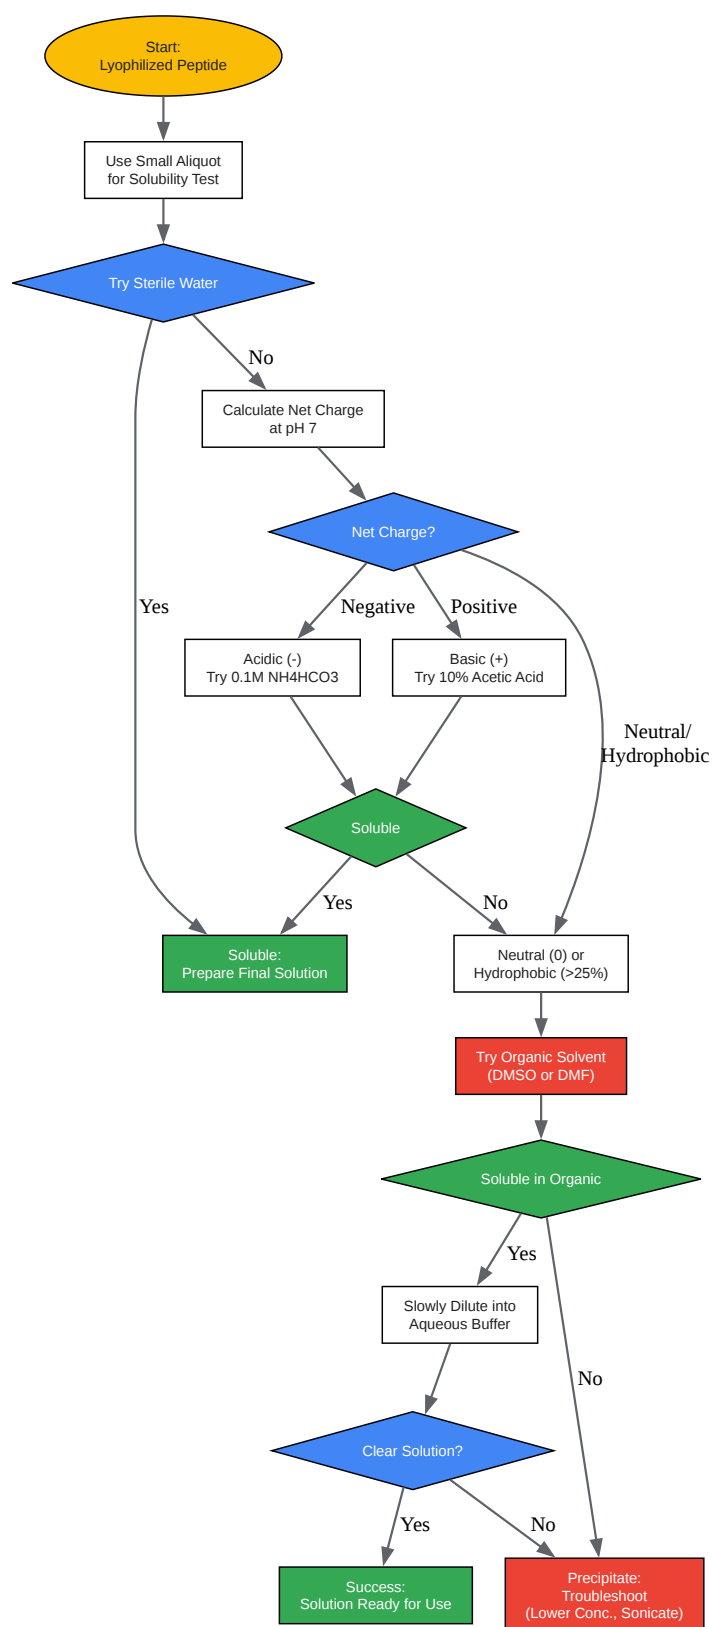 Start:
Lyophilized Peptide
Use Small Aliquot
for Solubility Test
Try Sterile Water
No
Calculate Net Charge
at pH 7
Net Charge?
Yes
Negative
Positive
Acidic (-)
Try 0.1M NH4HCO3
Basic (+)
Try 10% Acetic Acid
Neutral/
Hydrophobic
Soluble
Yes
No
Soluble:
Prepare Final Solution
Neutral (0) or
Hydrophobic (>25%)
Try Organic Solvent
(DMSO or DMF)
Soluble in Organic
Yes
Slowly Dilute into
Aqueous Buffer
No
Clear Solution?
Yes
No
Success:
Solution Ready for Use
Precipitate:
Troubleshoot
(Lower Conc., Sonicate)